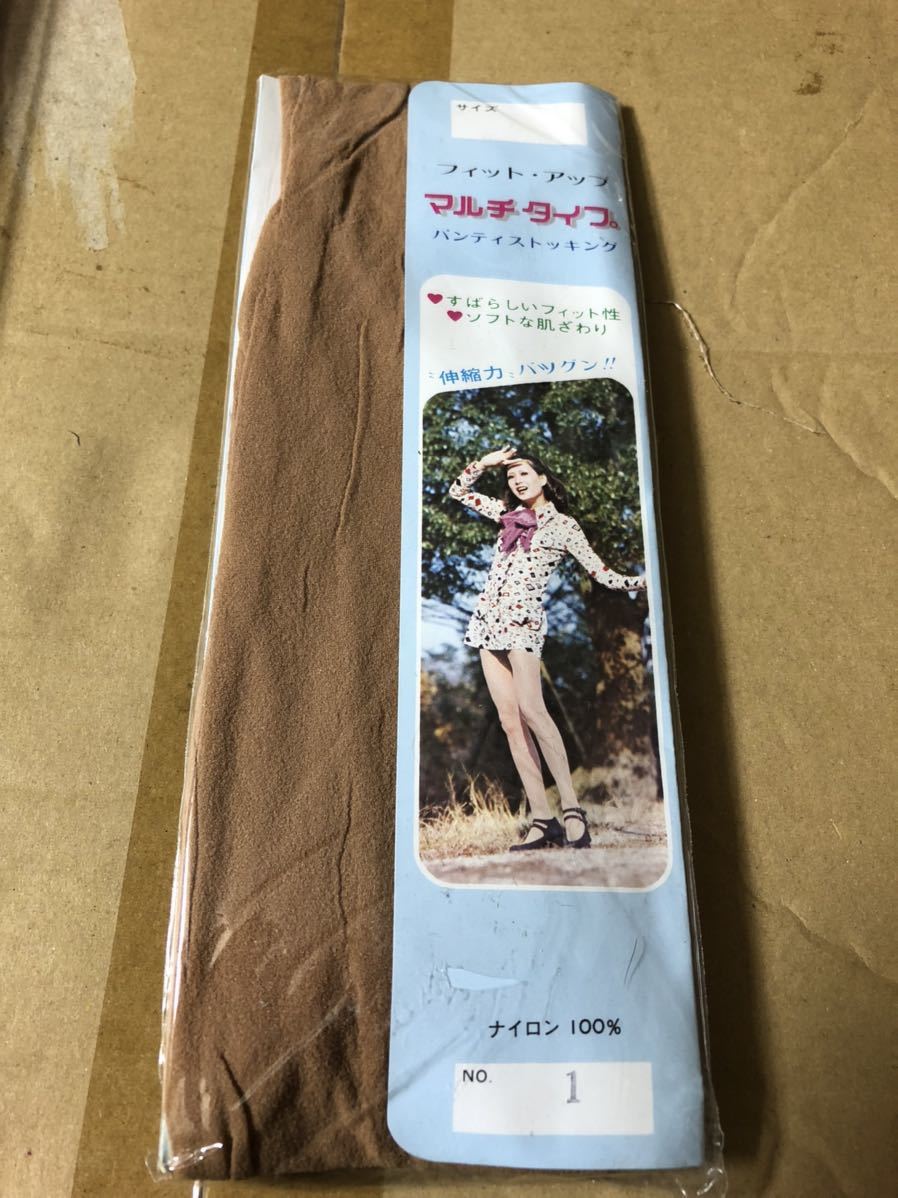 サイズ
フィット・アップ
マルチタイプ。
パンティストッキング
♥すばらしいフィット性
♥ソフトな肌ざわり
ミ伸縮力ミバツグン!!
ナイロン 100%
NO. 1